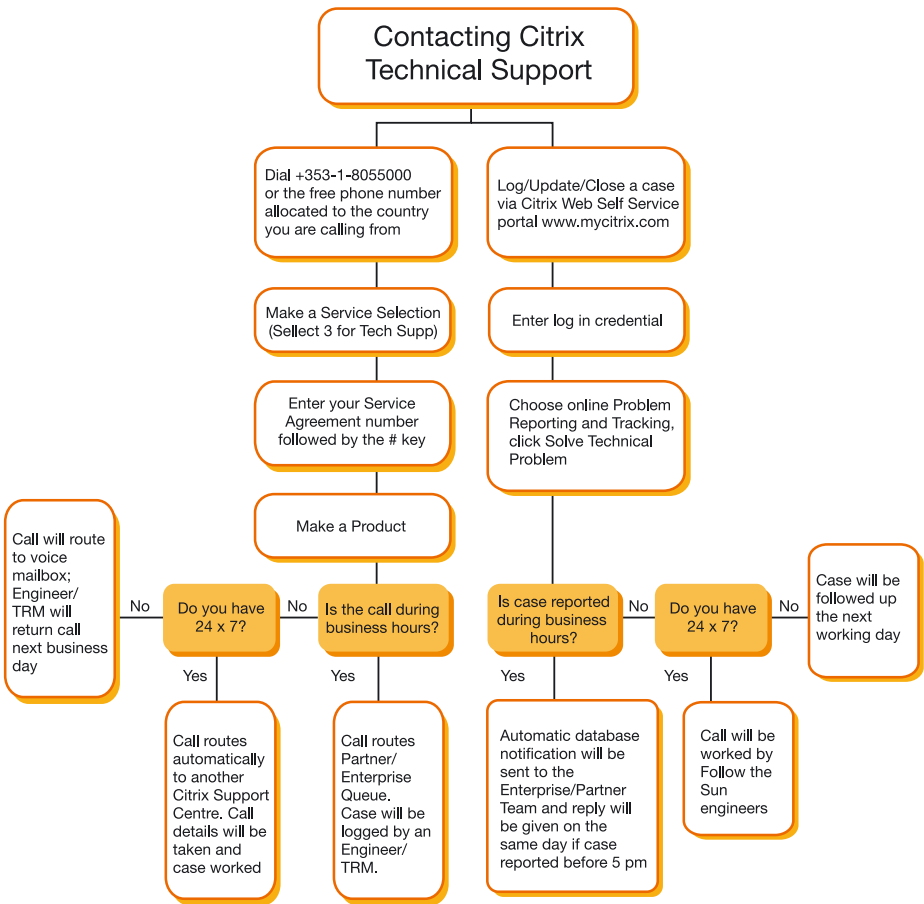 Contacting Citrix
Technical Support
Dial +353-1-8055000
or the free phone number
allocated to the country
you are calling from
Log/Update/Close a case
via Citrix Web Self Service
portal www.mycitrix.com
Make a Service Selection
(Sellect 3 for Tech Supp)
Enter log in credential
Enter your Service
Agreement number
followed by the # key
Choose online Problem
Reporting and Tracking,
click Solve Technical
Problem
Make a Product
Call will route
to voice
mailbox;
Engineer/
TRM will
return call
next business
day
No
Do you have
24 x 7?
No
Is the call during
business hours?
Is case reported
during business
hours?
No
Do you have
24 x 7?
No
Case will be
followed up
the next
working day
Yes
Yes
Yes
Yes
Call routes
automatically
to another
Citrix Support
Centre. Call
details will be
taken and
case worked
Call routes
Partner/
Enterprise
Queue.
Case will be
logged by an
Engineer/
TRM.
Automatic database
notification will be
sent to the
Enterprise/Partner
Team and reply will
be given on the
same day if case
reported before 5 pm
Call will be
worked by
Follow the
Sun
engineers